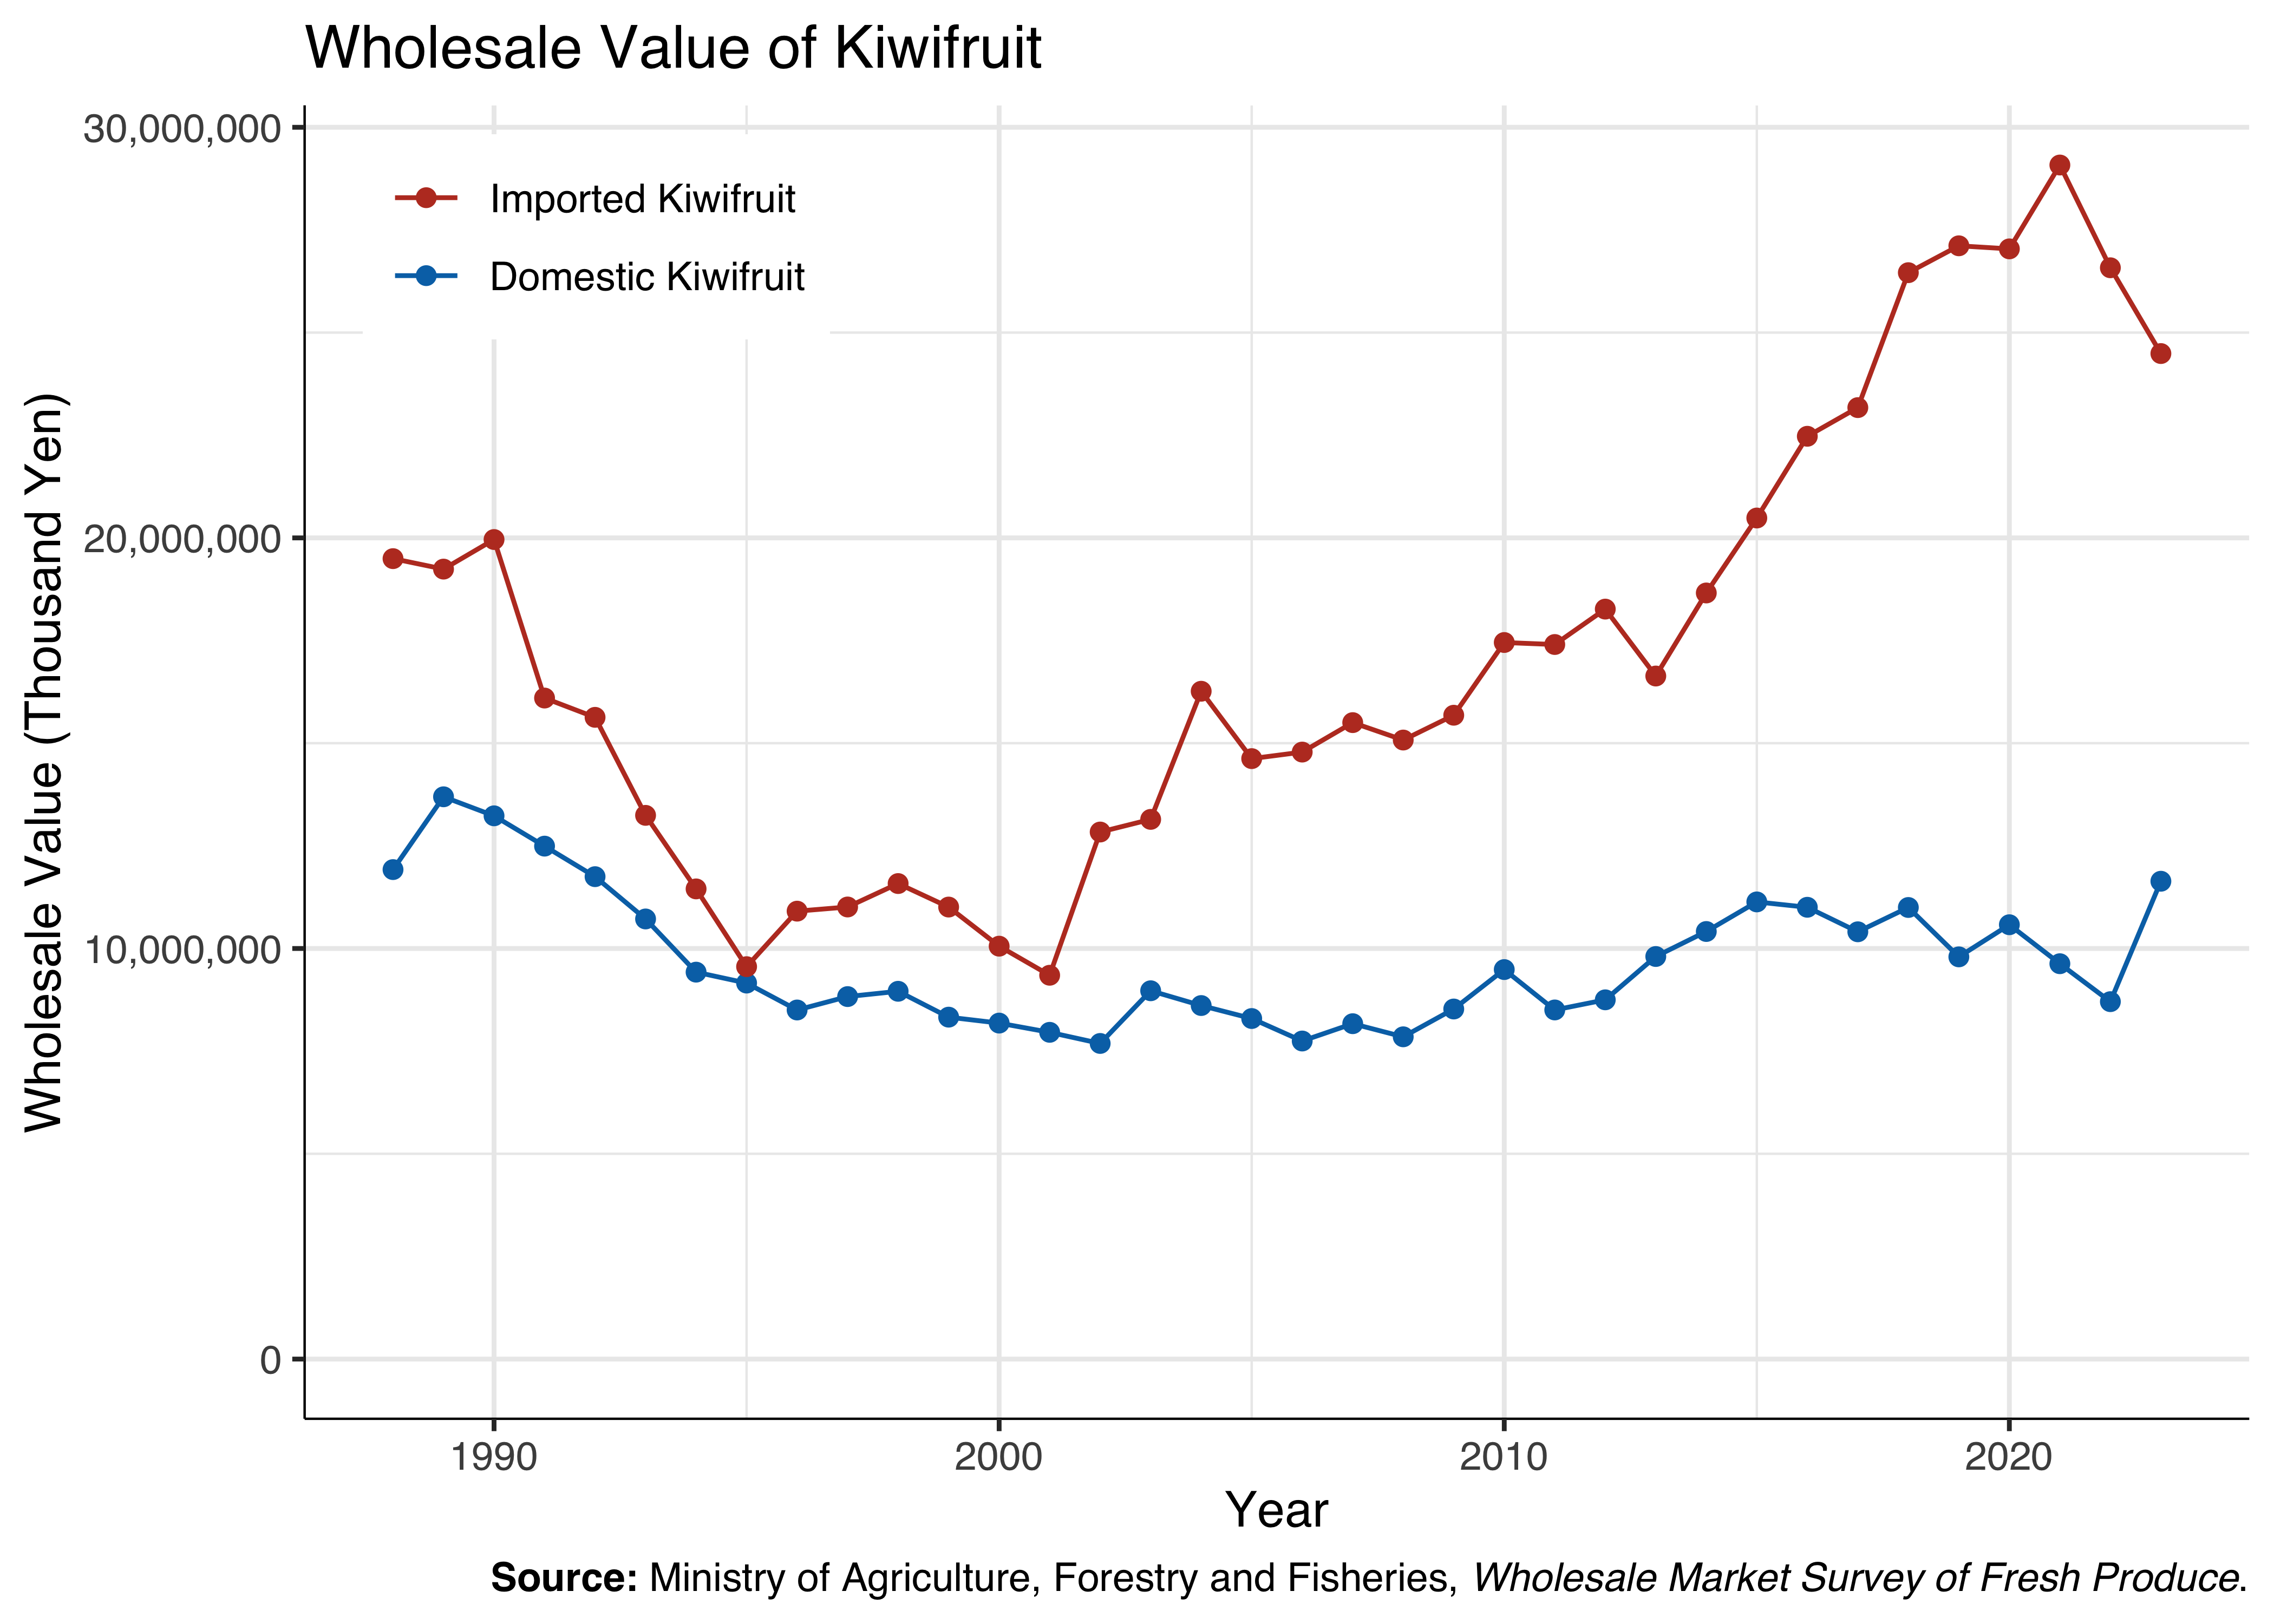 Wholesale Value of Kiwifruit
30,000,000
Imported Kiwifruit
Domestic Kiwifruit
20,000,000
10,000,000
0
Wholesale Value (Thousand Yen)
1990 2000 2010 2020
Year
Source: Ministry of Agriculture, Forestry and Fisheries, Wholesale Market Survey of Fresh Produce.